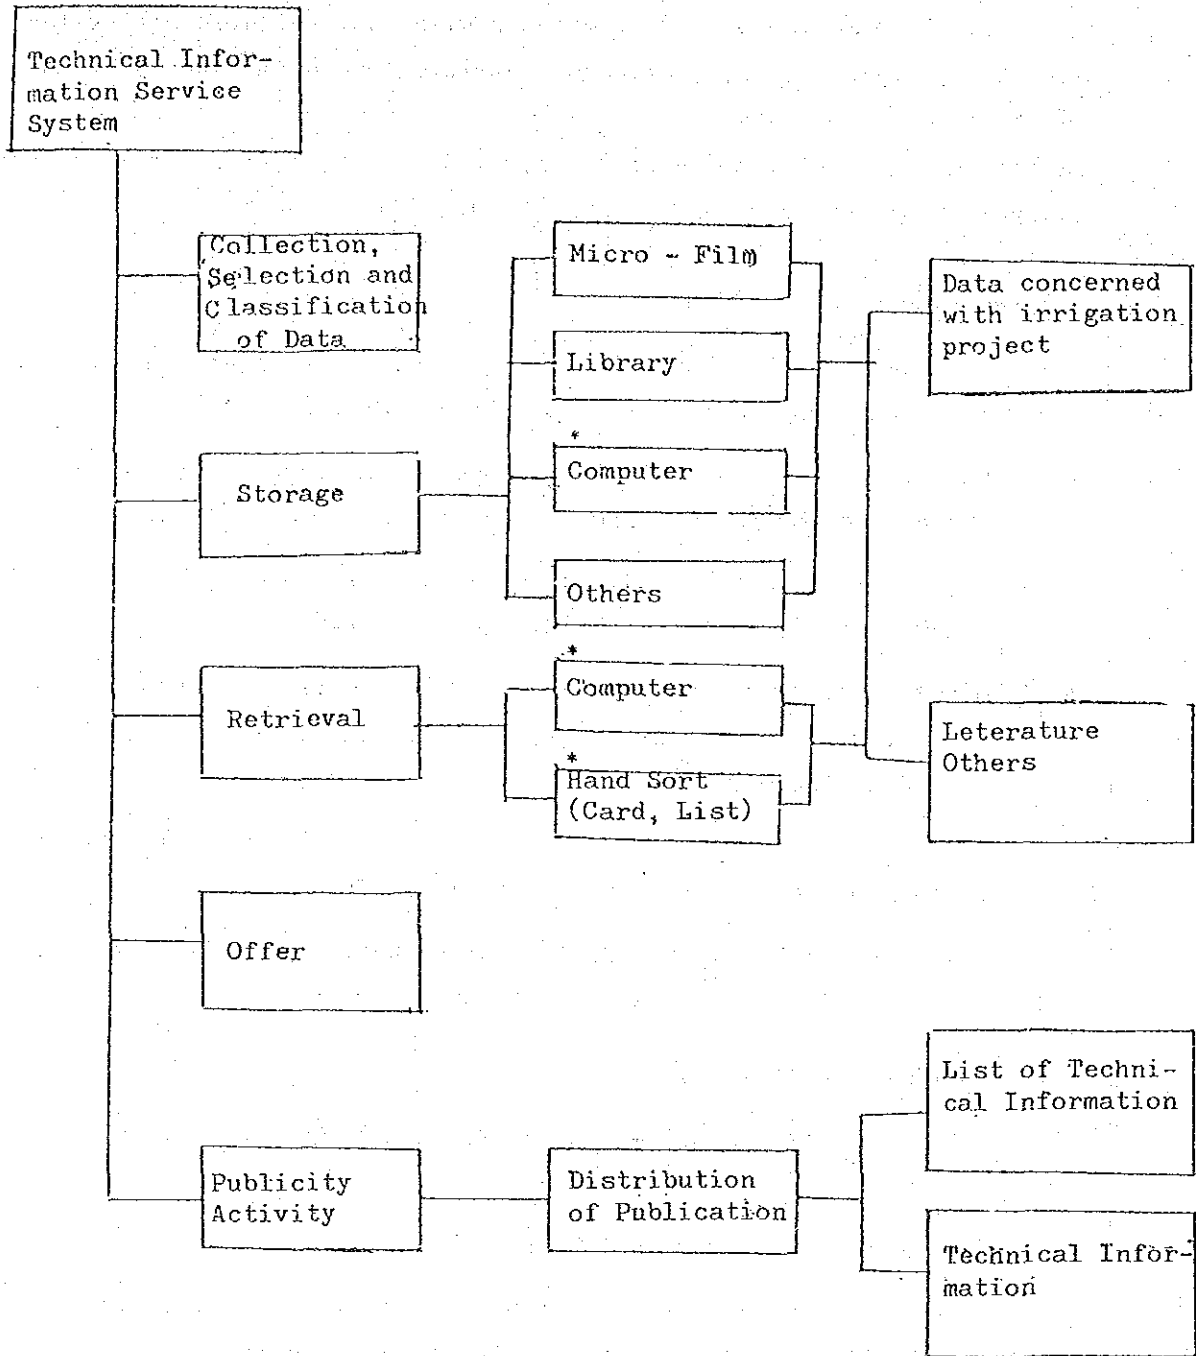 Technical Infor-
mation Service
System
Collection,
Selection and
Classification
of Data
Micro - Film
Data concerned
with irrigation
project
Library
*
Computer
Storage
Others
*
Computer
Retrieval
*
Hand Sort
(Card, List)
Leterature
Others
Offer
List of Techni-
cal Information
Publicity
Activity
Distribution
of Publication
Technical Infor-
mation